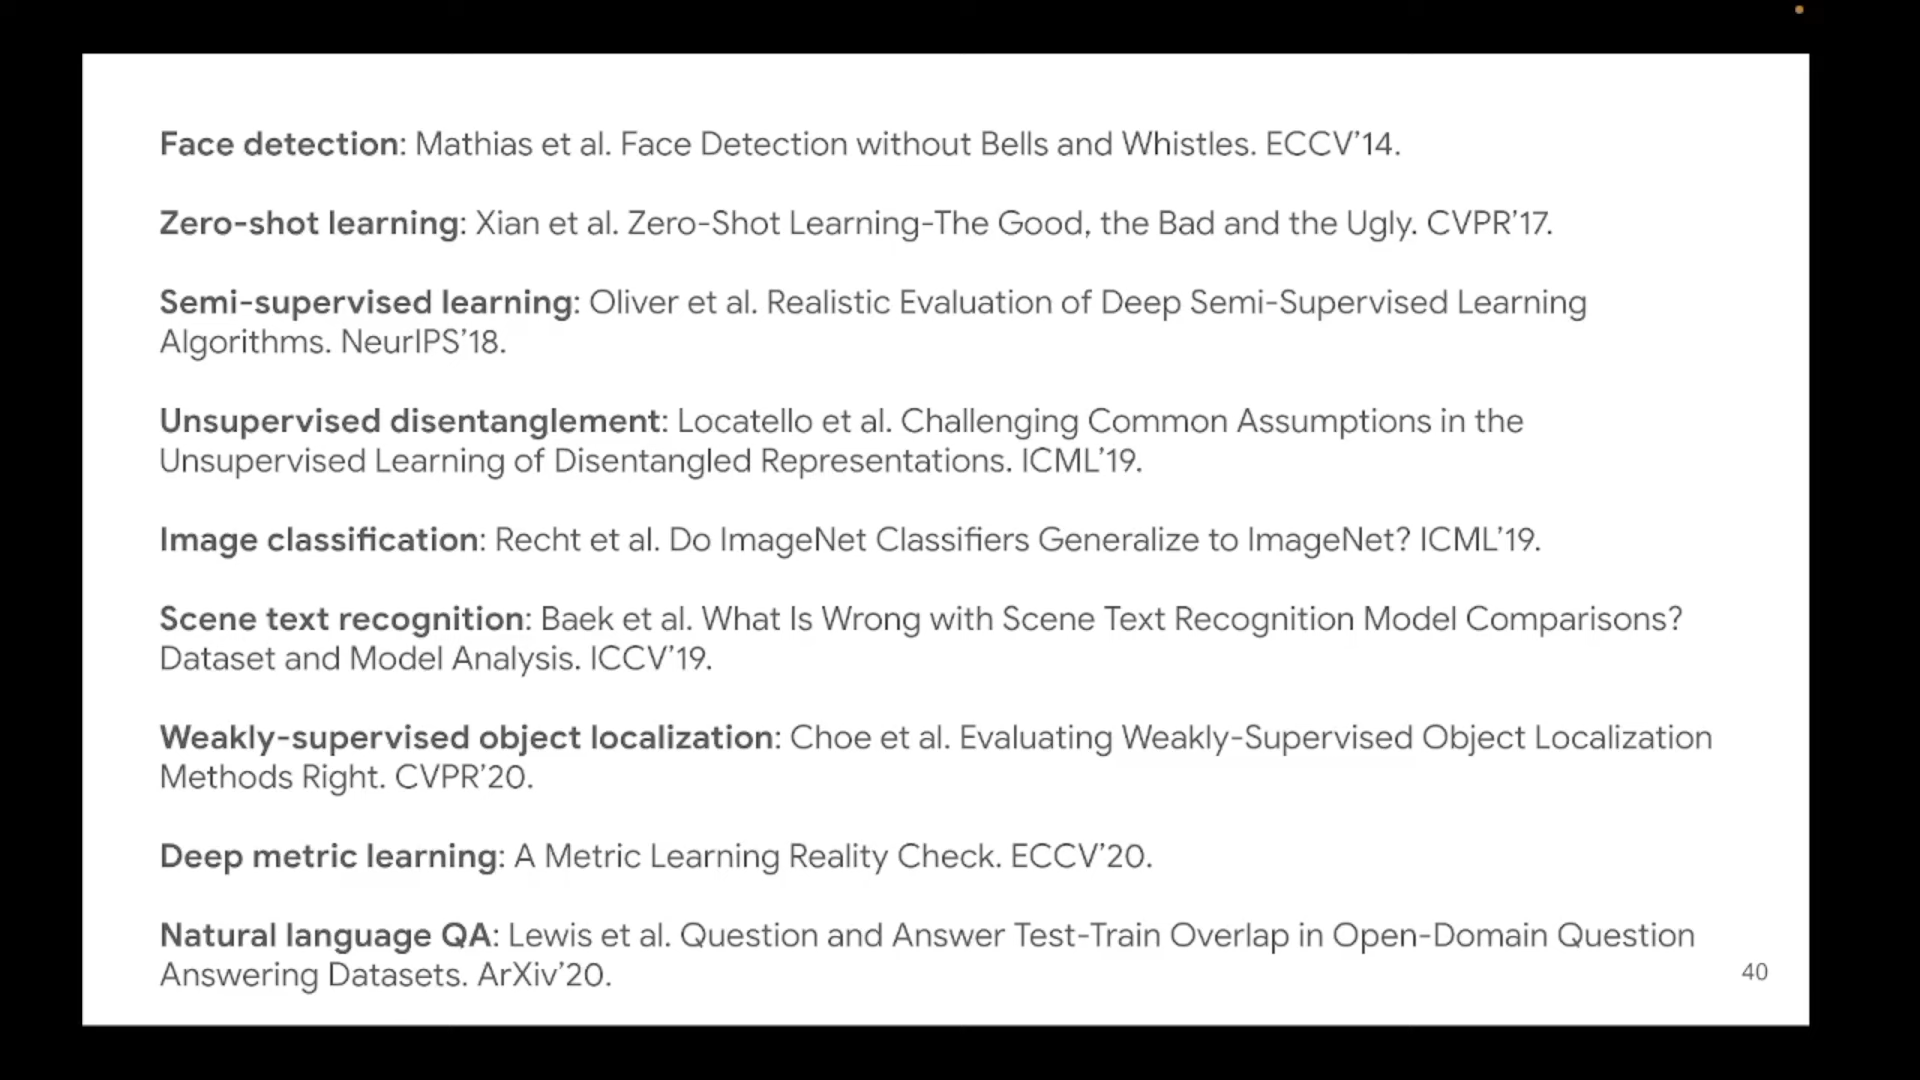 Face detection: Mathias et al. Face Detection without Bells and Whistles. ECCV’14.
Zero-shot learning: Xian et al. Zero-Shot Learning-The Good, the Bad and the Ugly. CVPR’17.
Semi-supervised learning: Oliver et al. Realistic Evaluation of Deep Semi-Supervised Learning
Algorithms. NeurIPS’18.
Unsupervised disentanglement: Locatello et al. Challenging Common Assumptions in the
Unsupervised Learning of Disentangled Representations. ICML’19.
Image classification: Recht et al. Do ImageNet Classifiers Generalize to ImageNet? ICML’19.
Scene text recognition: Baek et al. What Is Wrong with Scene Text Recognition Model Comparisons?
Dataset and Model Analysis. ICCV’19.
Weakly-supervised object localization: Choe et al. Evaluating Weakly-Supervised Object Localization
Methods Right. CVPR’20.
Deep metric learning: A Metric Learning Reality Check. ECCV’20.
Natural language QA: Lewis et al. Question and Answer Test-Train Overlap in Open-Domain Question
Answering Datasets. ArXiv’20.
40